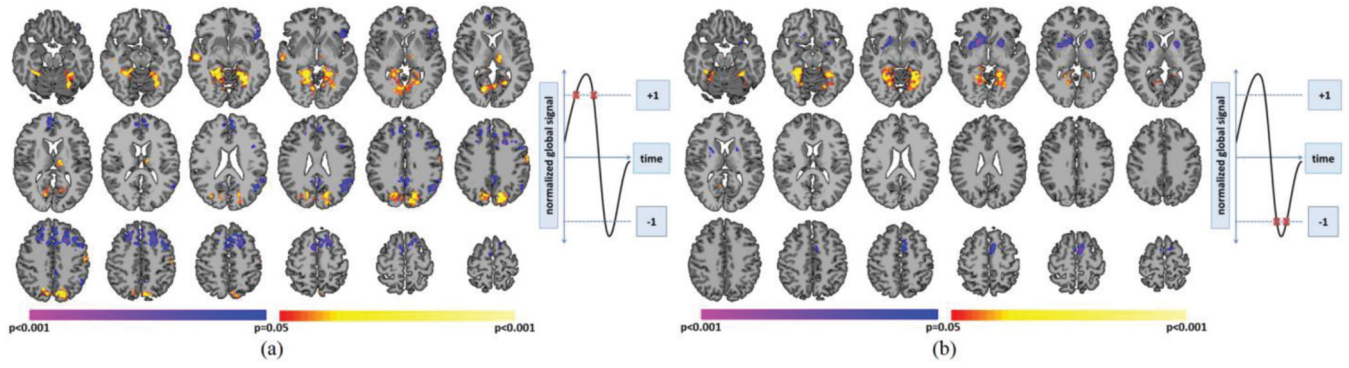 normalized global signal
+1
time
-1
p<0.001
p=0.05
p<0.001
(a)
normalized global signal
+1
time
-1
p<0.001
p=0.05
p<0.001
(b)